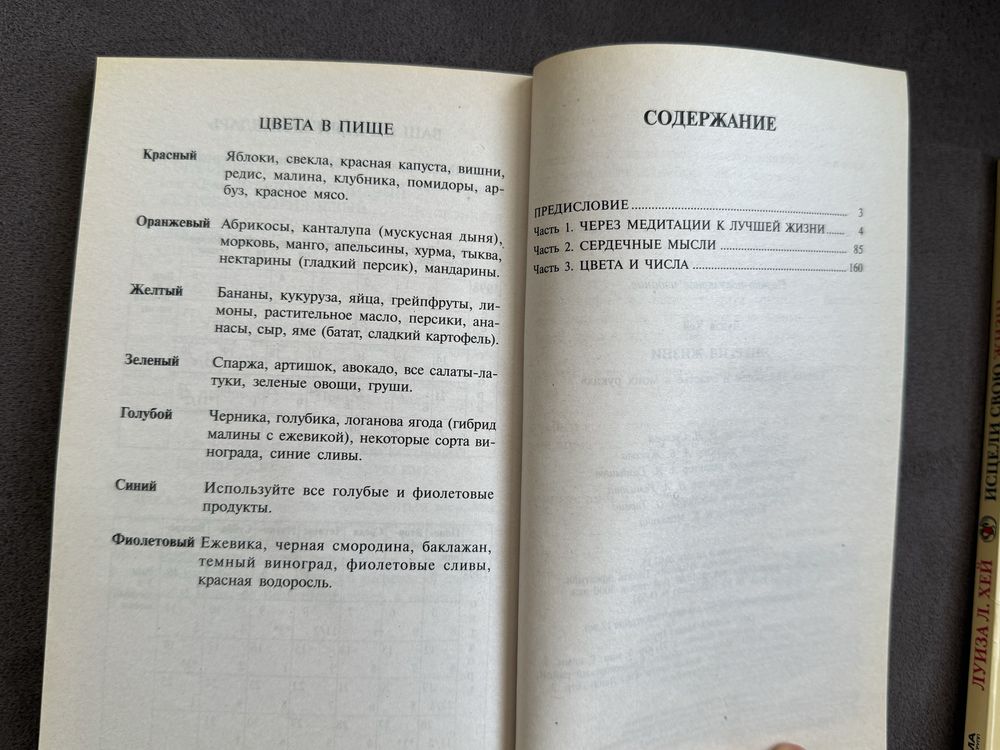 ЦВЕТА В ПИЩЕ
Красный Яблоки, свекла, красная капуста, вишни,
редис, малина, клубника, помидоры, ар-
буз, красное мясо.
Оранжевый Абрикосы, канталупа (мускусная дыня),
морковь, манго, апельсины, хурма, тыква,
нектарины (гладкий персик), мандарины.
Желтый Бананы, кукуруза, яйца, грейпфруты, ли-
моны, растительное масло, персики, ана-
насы, сыр, яме (батат, сладкий картофель).
Зеленый Спаржа, артишок, авокадо, все салаты-ла-
туки, зеленые овощи, груши.
Голубой Черника, голубика, логанова ягода (гибрид
малины с ежевикой), некоторые сорта ви-
нограда, синие сливы.
Синий Используйте все голубые и фиолетовые
продукты.
Фиолетовый Ежевика, черная смородина, баклажан,
темный виноград, фиолетовые сливы,
красная водоросль.
СОДЕРЖАНИЕ
ПРЕДИСЛОВИЕ 3
Часть 1. ЧЕРЕЗ МЕДИТАЦИИ К ЛУЧШЕЙ ЖИЗНИ 4
Часть 2. СЕРДЕЧНЫЕ МЫСЛИ 85
Часть 3. ЦВЕТА И ЧИСЛА 160
ЛУИЗА Л. ХЕЙ ИСЦЕЛИ СВОЮ